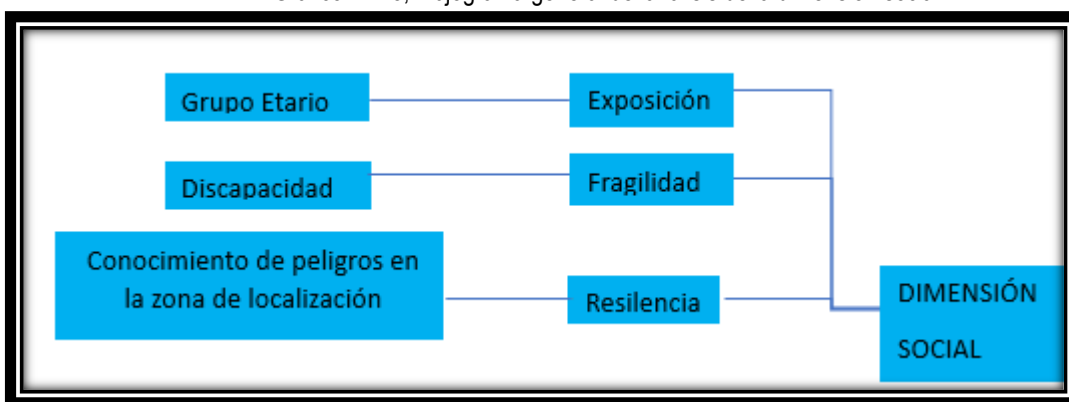 Grupo Etario
Exposición
Discapacidad
Fragilidad
Conocimiento de peligros en
la zona de localización
Resilencia
DIMENSIÓN
SOCIAL